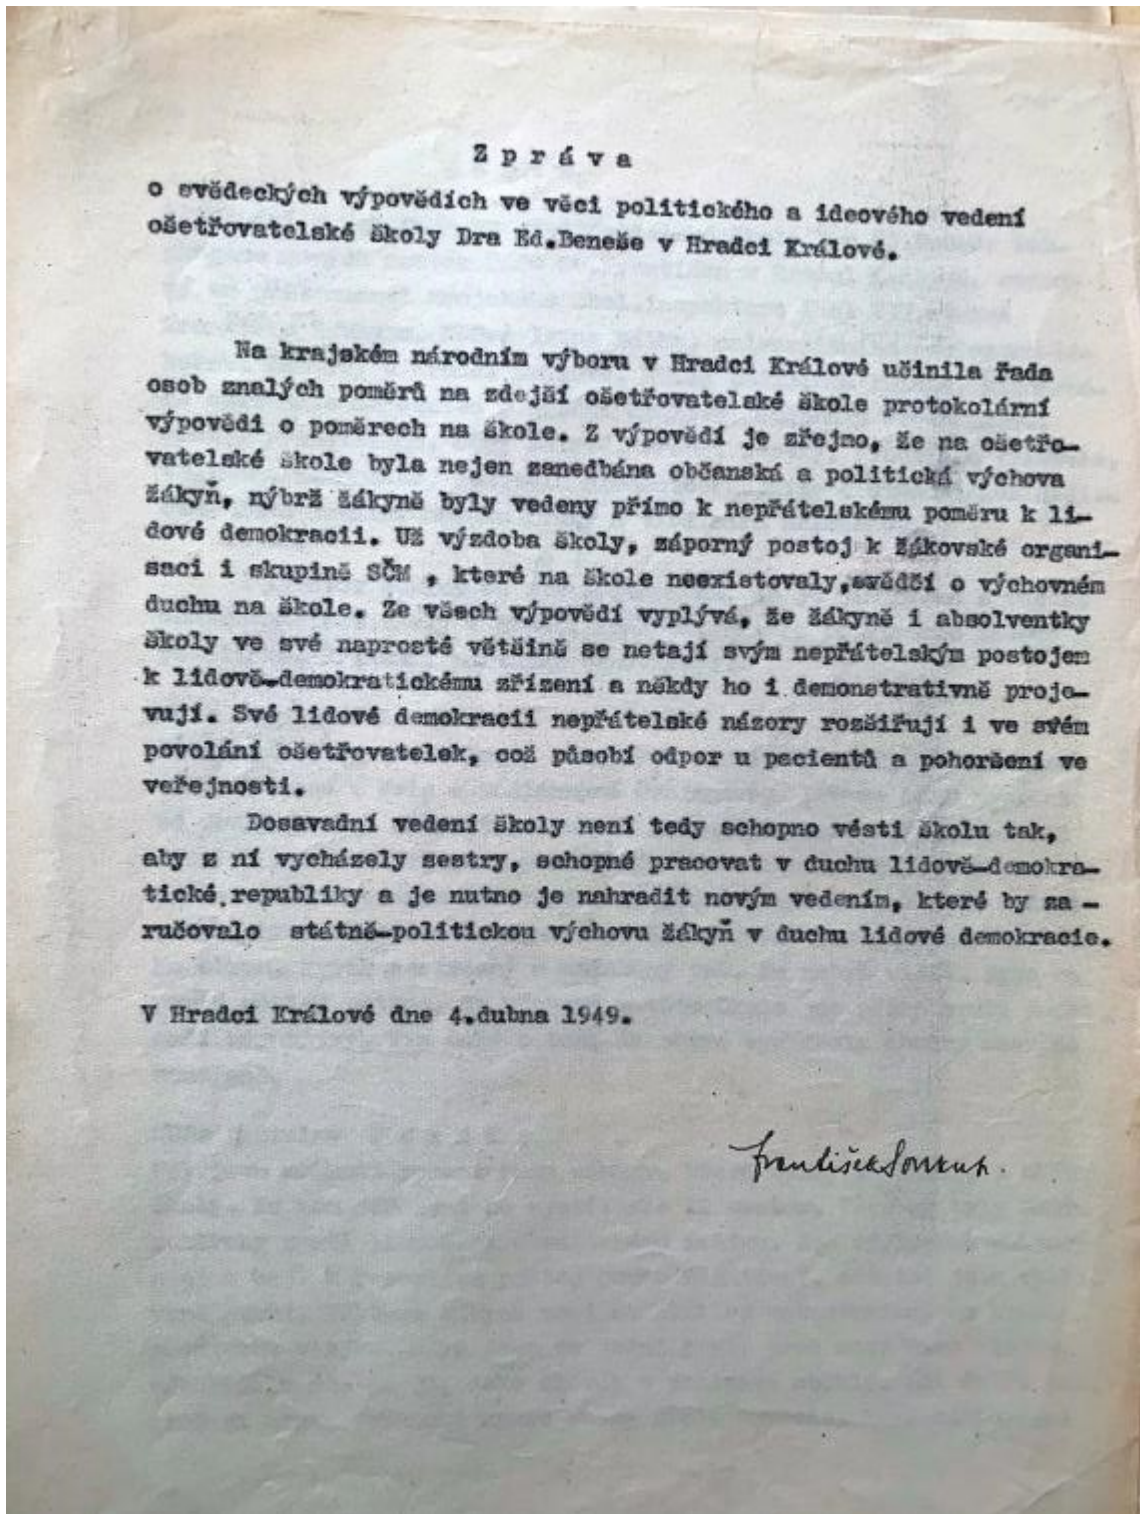 Z p r á v a
o svědeckých výpovědích ve věci politického a ideového vedení
ošetřovatelské školy Dra Ed.Beneše v Hradci Králové.
Na krajském národním výboru v Hradci Králové učinila řada
osob znalých poměrů na zdejší ošetřovatelské škole protokolární
výpovědi o poměrech na škole. Z výpovědí je zřejmo, že na ošetřo-
vatelské škole byla nejen zanedbána občanská a politická výchova
žákyň, nýbrž žákyně byly vedeny přímo k nepřátelskému poměru k li-
dové demokracii. Už výzdoba školy, záporný postoj k žákovské organi-
saci i skupině SČM , které na škole neexistovaly,svědčí o výchovném
duchu na škole. Ze všech výpovědí vyplývá, že žákyně i absolventky
školy ve své naprosté většině se netají svým nepřátelským postojem
k lidově-demokratickému zřízení a někdy ho i demonstrativně proje-
vují. Své lidové demokracii nepřátelské názory rozšiřují i ve svém
povolání ošetřovatelek, což působí odpor u pacientů a pohoršení ve
veřejnosti.
Dosavadní vedení školy není tedy schopno vésti školu tak,
aby z ní vycházely sestry, schopné pracovat v duchu lidově-demokra-
tické republiky a je nutno je nahradit novým vedením, které by za -
ručovalo státně-politickou výchovu žákyň v duchu lidové demokracie.
V Hradci Králové dne 4.dubna 1949.
František